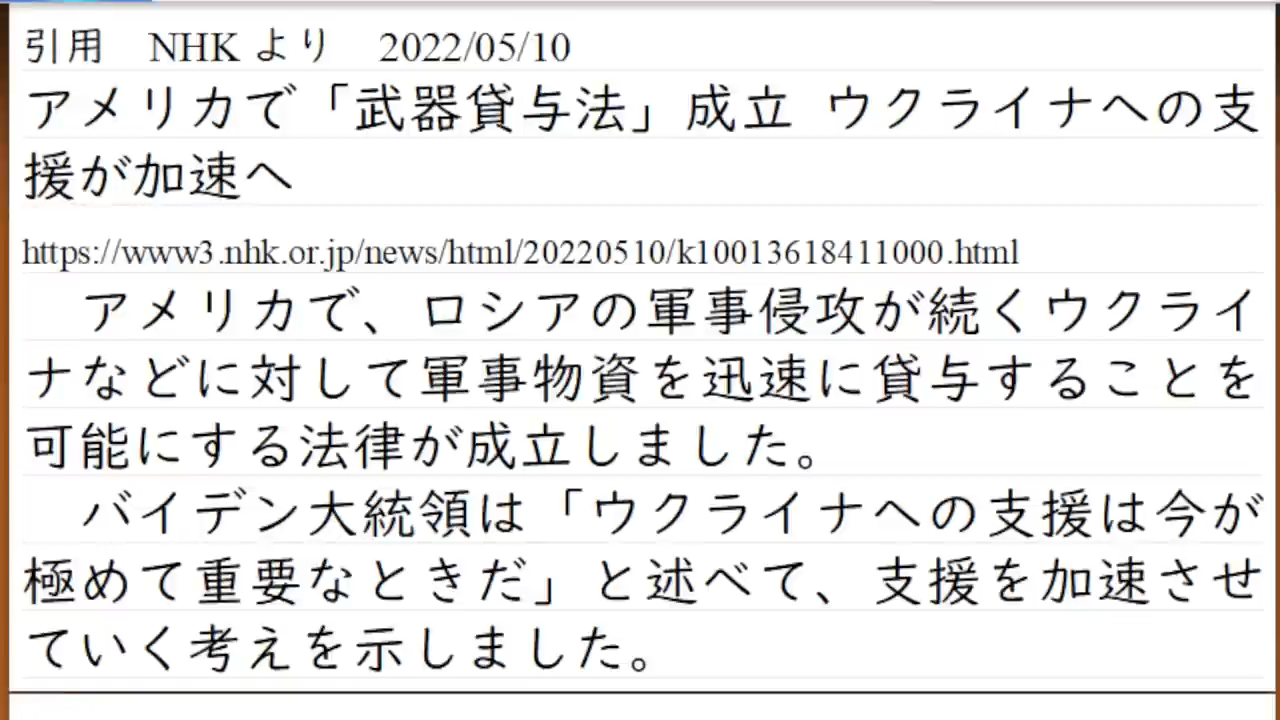 引用　NHK より　2022/05/10
アメリカで「武器貸与法」成立 ウクライナへの支
援が加速へ
https://www3.nhk.or.jp/news/html/20220510/k10013618411000.html
　アメリカで、ロシアの軍事侵攻が続くウクライ
ナなどに対して軍事物資を迅速に貸与することを
可能にする法律が成立しました。
　バイデン大統領は「ウクライナへの支援は今が
極めて重要なときだ」と述べて、支援を加速させ
ていく考えを示しました。